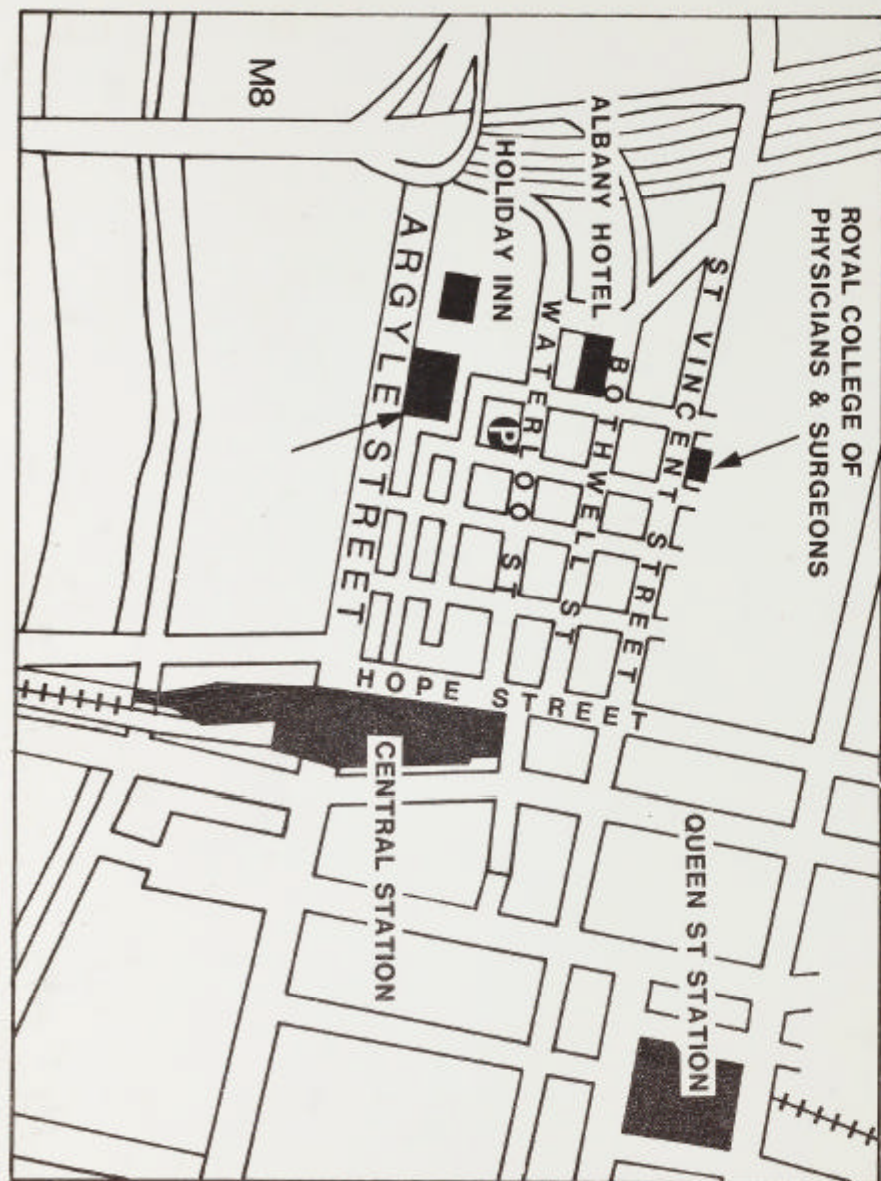 ROYAL COLLEGE OF
PHYSICIANS & SURGEONS
ST VINCENT STREET
ALBANY HOTEL
BOTHWELL ST
HOLIDAY INN
WATERLOO ST
P
M8
ARGYLE STREET
HOPE STREET
QUEEN ST STATION
CENTRAL STATION